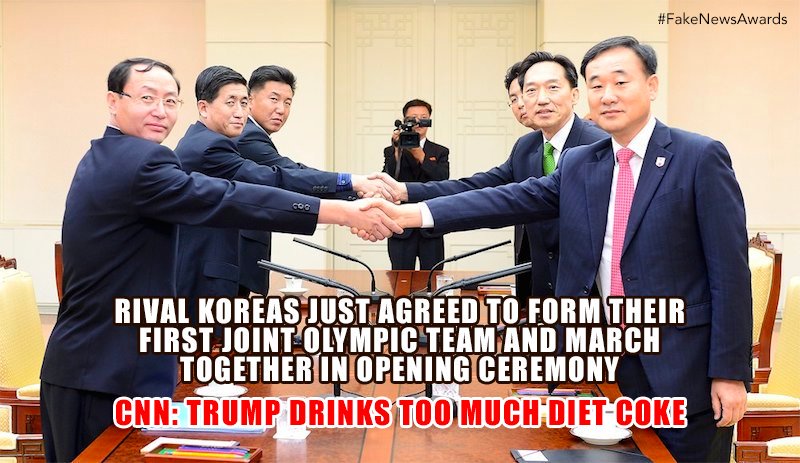 #FakeNewsAwards
RIVAL KOREAS JUST AGREED TO FORM THEIR
FIRST JOINT OLYMPIC TEAM AND MARCH
TOGETHER IN OPENING CEREMONY
CNN: TRUMP DRINKS TOO MUCH DIET COKE